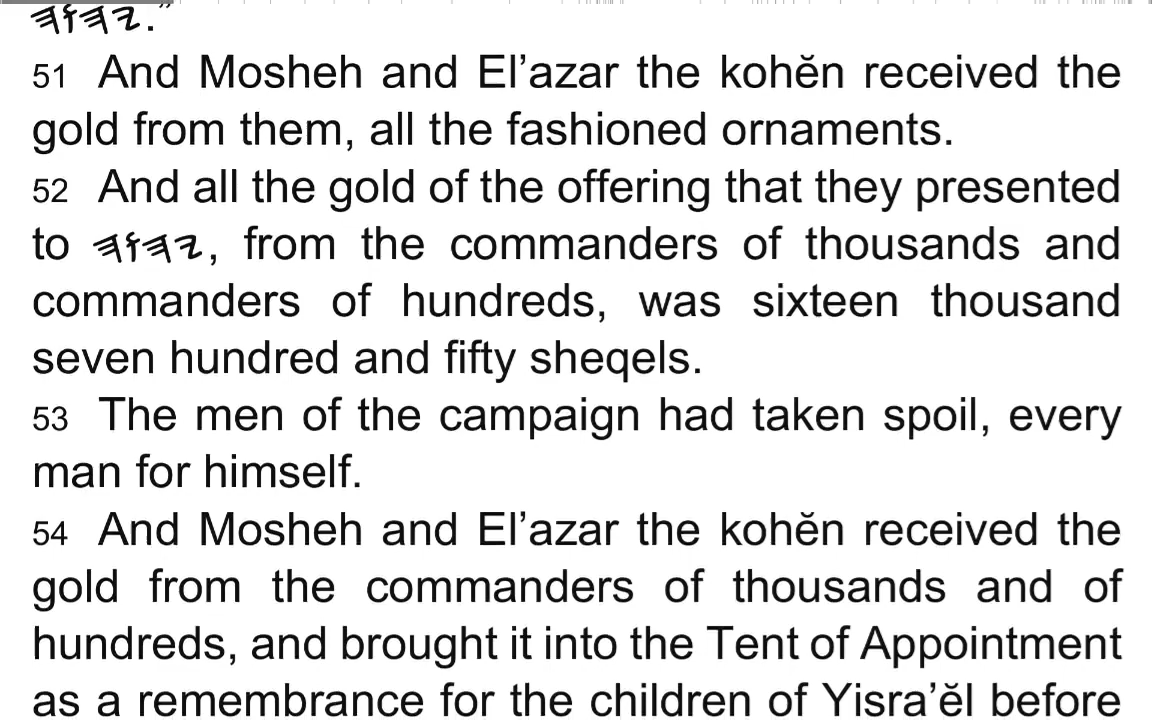 𐤉𐤄𐤅𐤄.”
51 And Mosheh and El’azar the kohĕn received the
gold from them, all the fashioned ornaments.
52 And all the gold of the offering that they presented
to 𐤉𐤄𐤅𐤄, from the commanders of thousands and
commanders of hundreds, was sixteen thousand
seven hundred and fifty sheqels.
53 The men of the campaign had taken spoil, every
man for himself.
54 And Mosheh and El’azar the kohĕn received the
gold from the commanders of thousands and of
hundreds, and brought it into the Tent of Appointment
as a remembrance for the children of Yisra’ĕl before